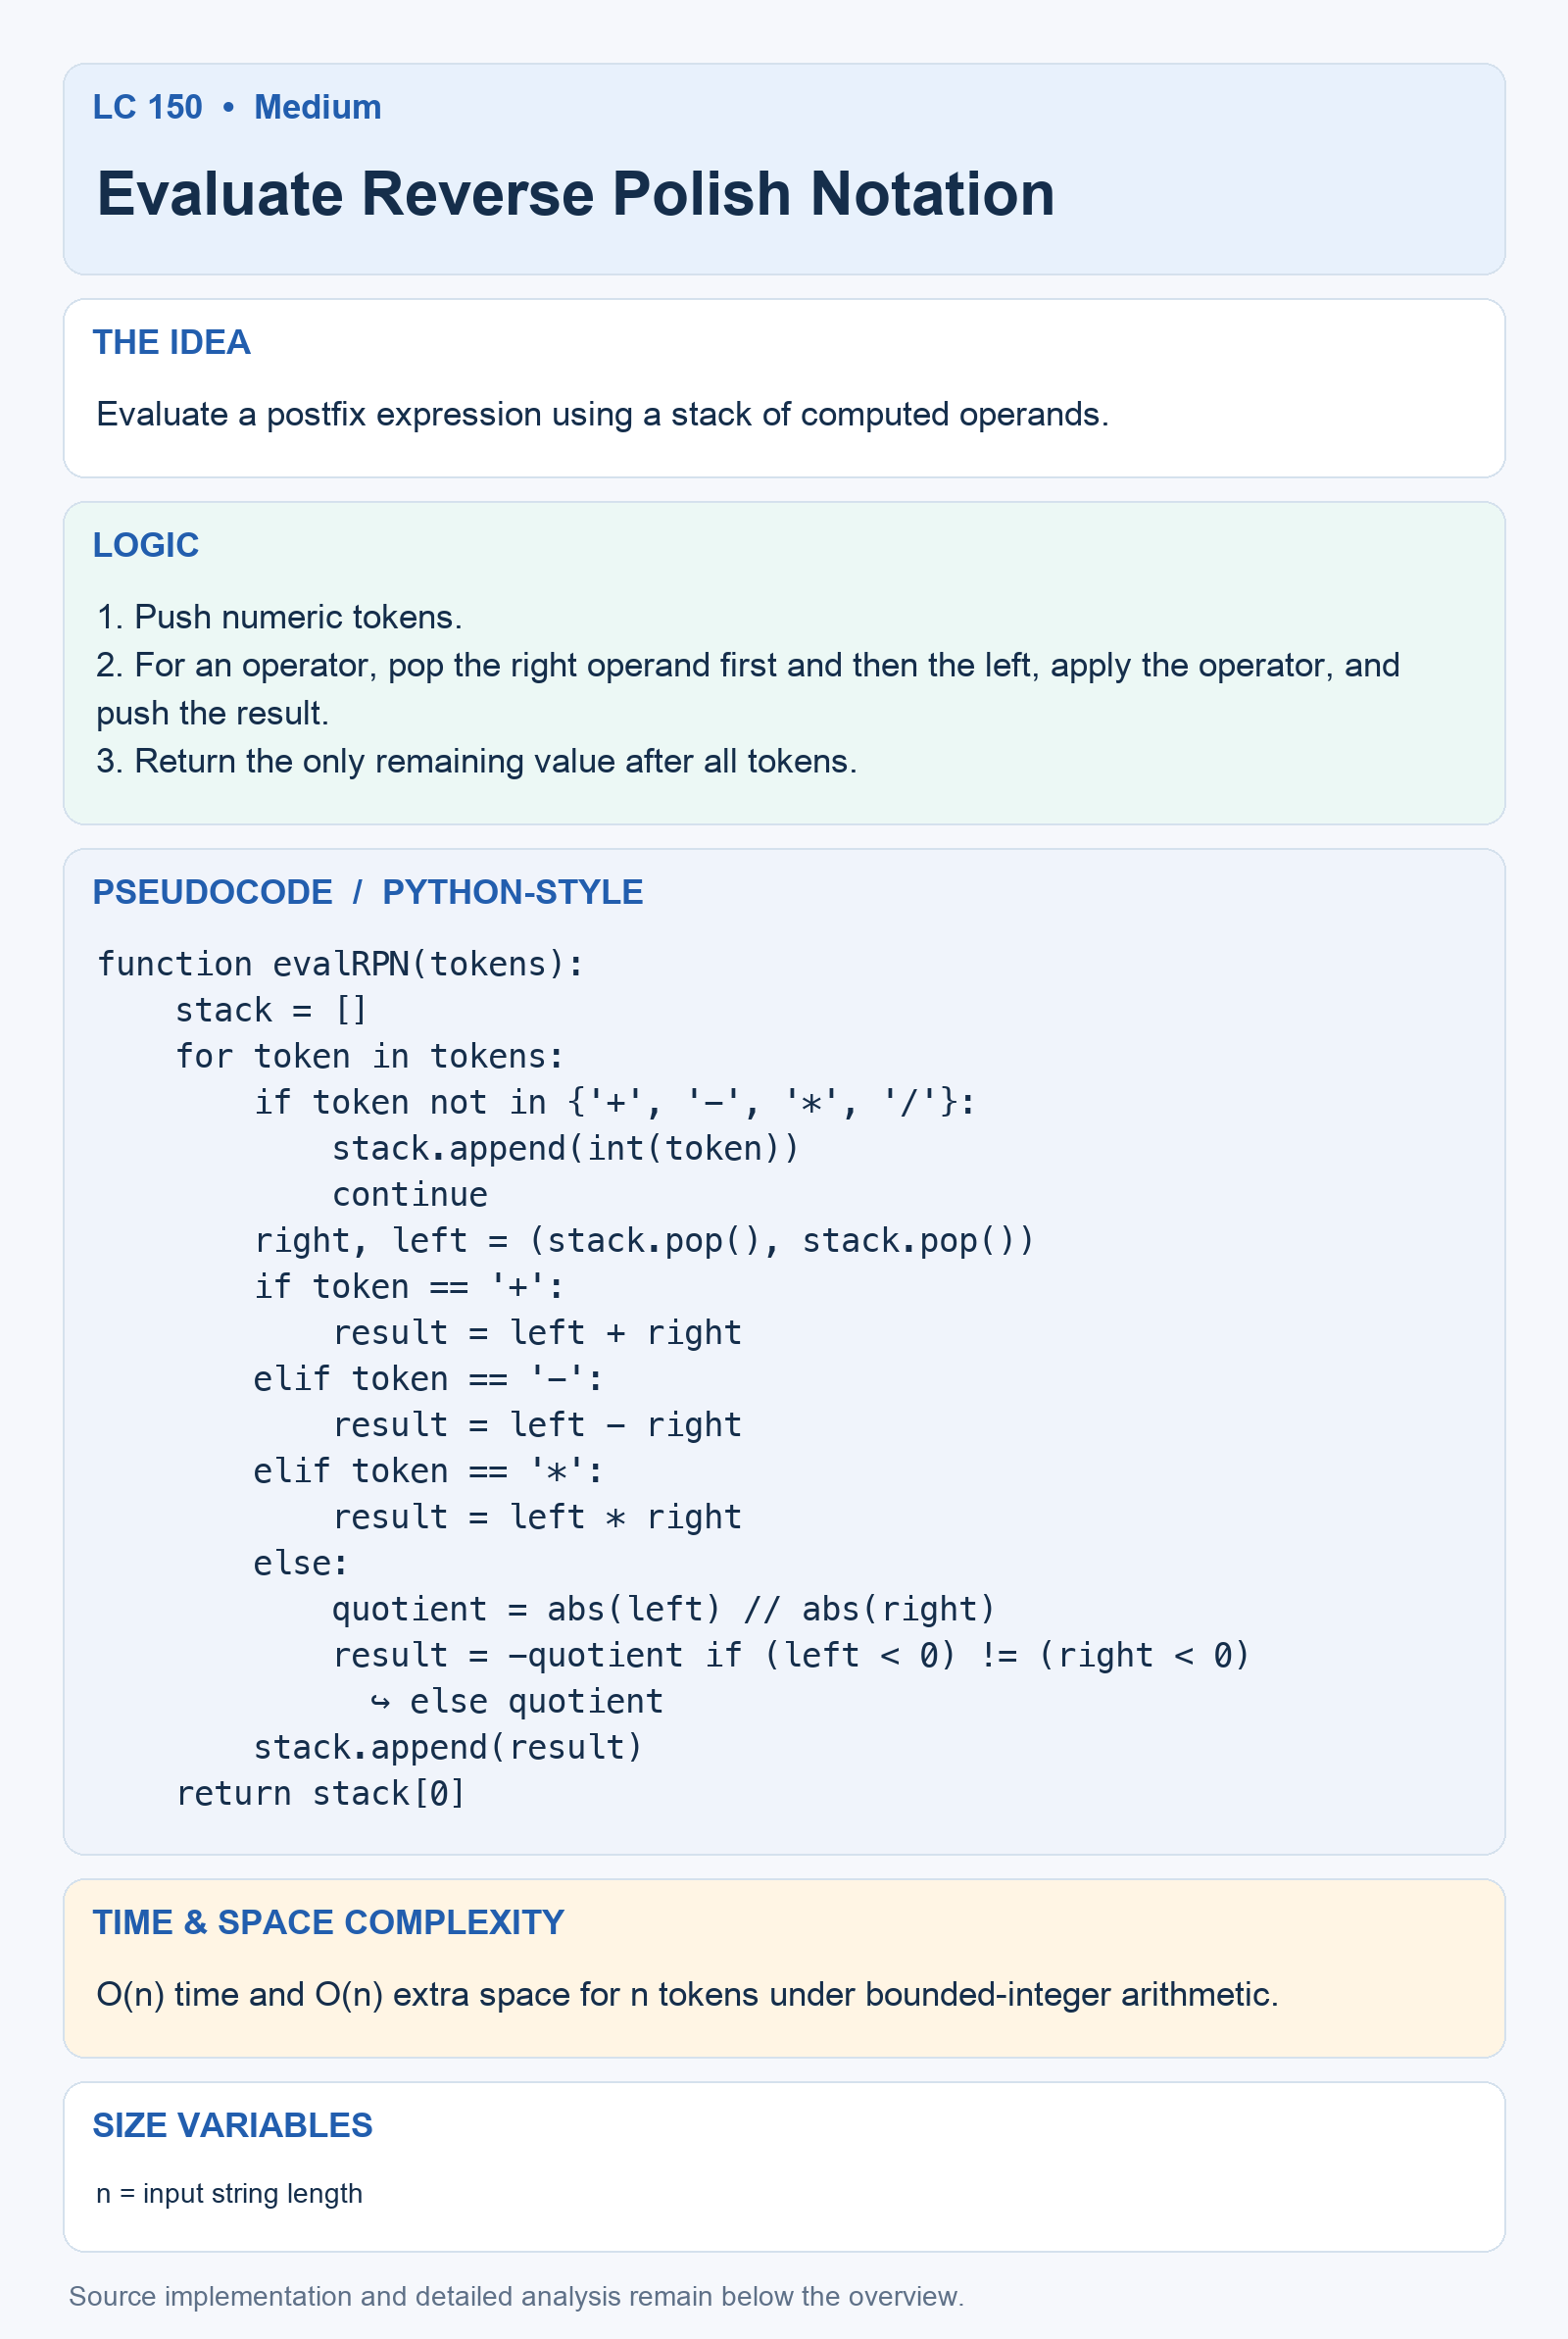 LC 150 • Medium
Evaluate Reverse Polish Notation
THE IDEA
Evaluate a postfix expression using a stack of computed operands.
LOGIC
1. Push numeric tokens.
2. For an operator, pop the right operand first and then the left, apply the operator, and
push the result.
3. Return the only remaining value after all tokens.
PSEUDOCODE / PYTHON-STYLE
function evalRPN(tokens):
    stack = []
    for token in tokens:
        if token not in {'+', '−', '*', '/'}:
            stack.append(int(token))
            continue
        right, left = (stack.pop(), stack.pop())
        if token == '+':
            result = left + right
        elif token == '−':
            result = left − right
        elif token == '*':
            result = left * right
        else:
            quotient = abs(left) // abs(right)
            result = −quotient if (left < 0) != (right < 0)
              ↪ else quotient
        stack.append(result)
    return stack[0]
TIME & SPACE COMPLEXITY
O(n) time and O(n) extra space for n tokens under bounded-integer arithmetic.
SIZE VARIABLES
n = input string length
Source implementation and detailed analysis remain below the overview.